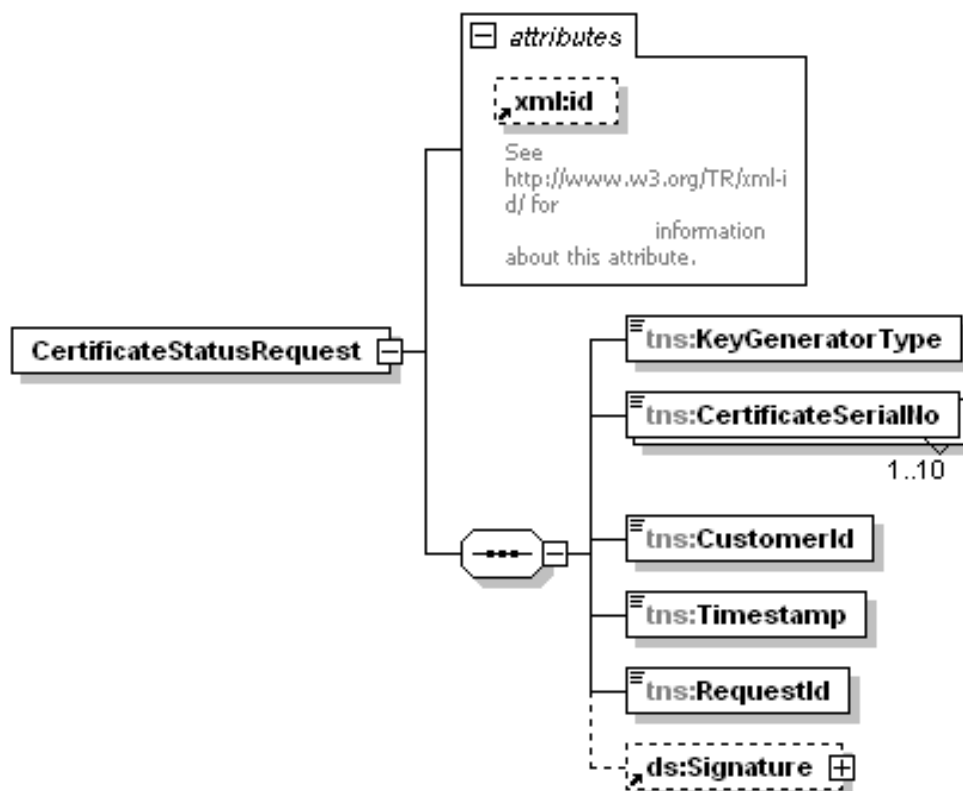 attributes
xml:id
See
http://www.w3.org/TR/xml-i
d/ for
information
about this attribute.
CertificateStatusRequest
tns:KeyGeneratorType
tns:CertificateSerialNo
1..10
tns:CustomerId
tns:Timestamp
tns:RequestId
ds:Signature